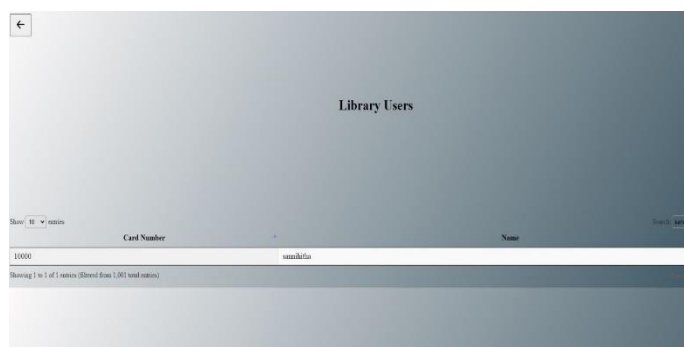 Library Users
Show 10 entries
Search
Card Number Name
10000 sannihitha
Showing 1 to 1 of 1 entries (filtered from 1,001 total entries)